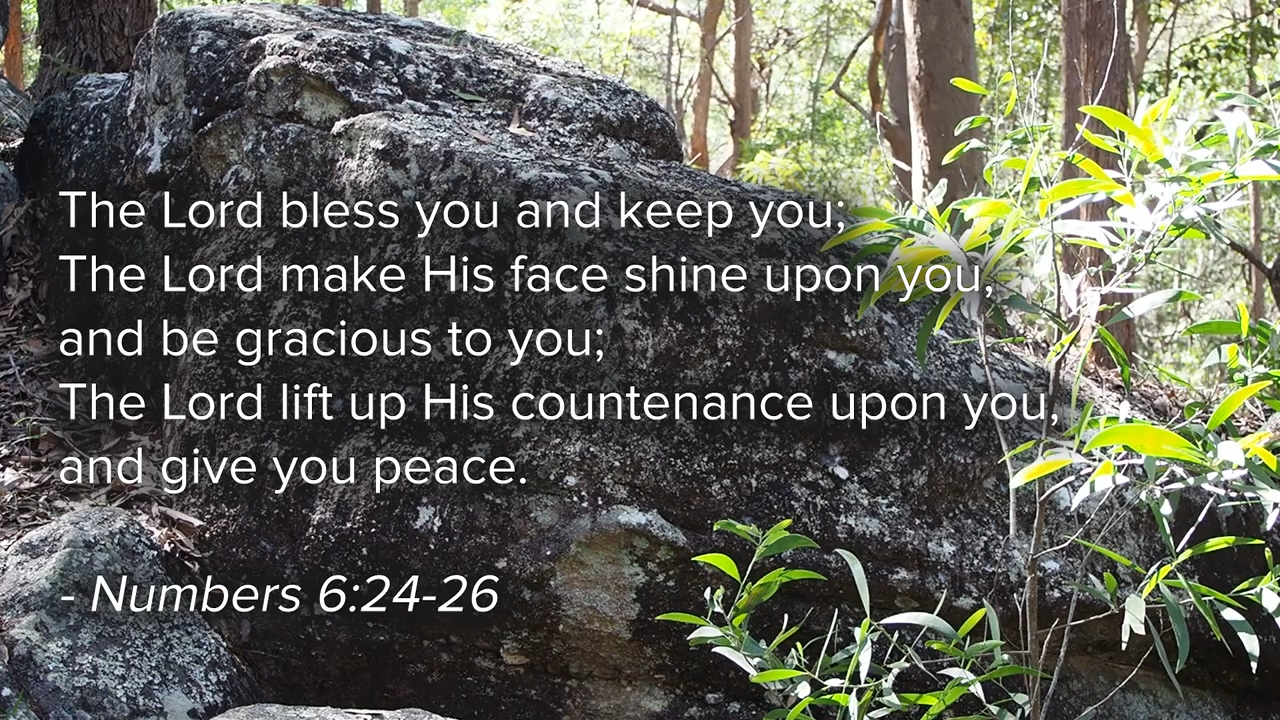 The Lord bless you and keep you;
The Lord make His face shine upon you,
and be gracious to you;
The Lord lift up His countenance upon you,
and give you peace.
- Numbers 6:24-26